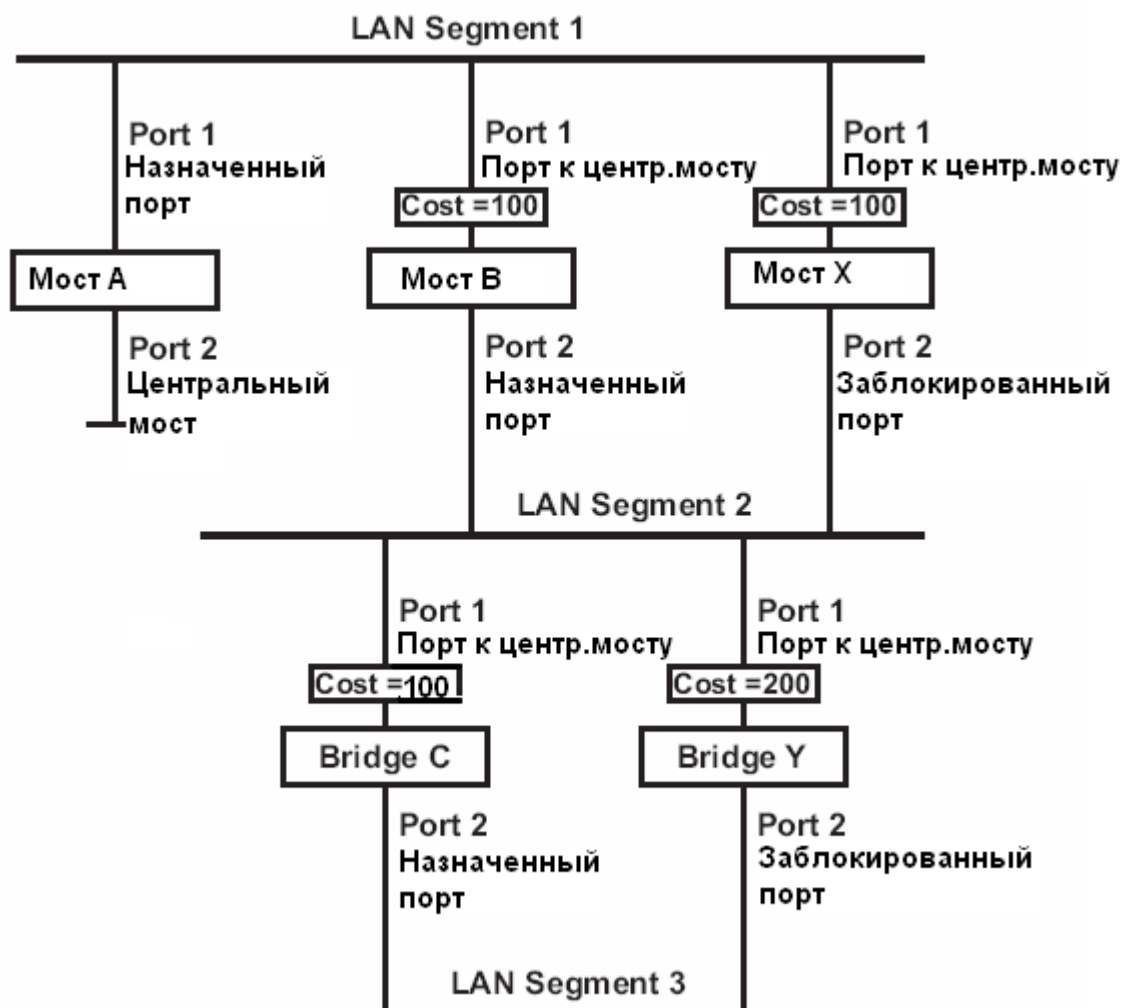 LAN Segment 1
Port 1
Назначенный
порт
Port 1
Порт к центр.мосту
Cost =100
Port 1
Порт к центр.мосту
Cost =100
Мост A
Мост B
Мост X
Port 2
Центральный
мост
Port 2
Назначенный
порт
Port 2
Заблокированный
порт
LAN Segment 2
Port 1
Порт к центр.мосту
Cost =100
Port 1
Порт к центр.мосту
Cost =200
Bridge C
Bridge Y
Port 2
Назначенный
порт
Port 2
Заблокированный
порт
LAN Segment 3